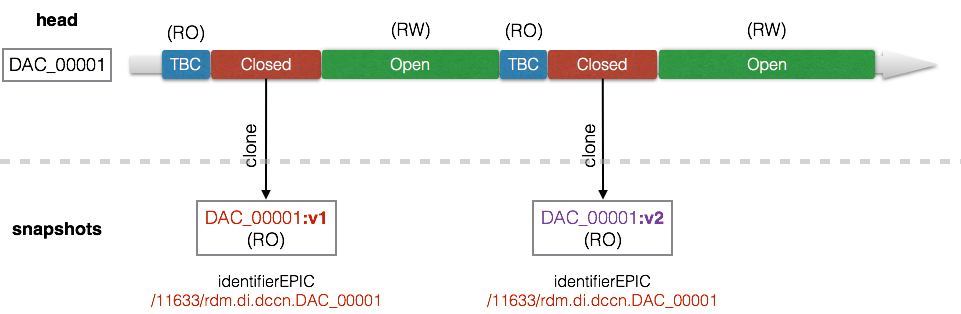 head
(RO)
(RW)
(RO)
(RW)
DAC_00001
TBC
Closed
Open
TBC
Closed
Open
clone
clone
snapshots
DAC_00001:v1
(RO)
DAC_00001:v2
(RO)
identifierEPIC
/11633/rdm.di.dccn.DAC_00001
identifierEPIC
/11633/rdm.di.dccn.DAC_00001